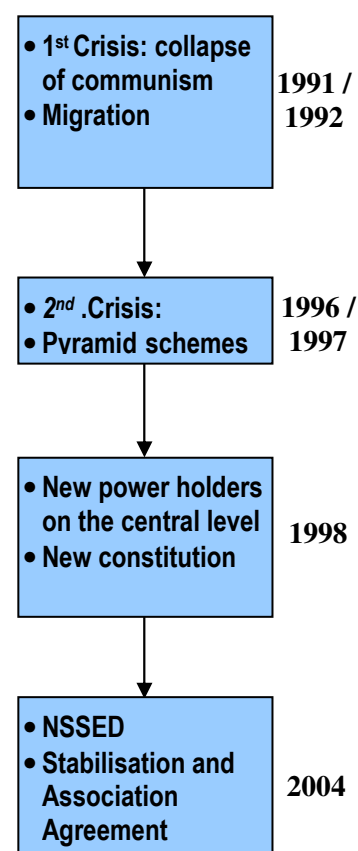 • 1st Crisis: collapse
of communism
• Migration
1991 /
1992
• 2nd .Crisis:
• Pyramid schemes
1996 /
1997
• New power holders
on the central level
• New constitution
1998
• NSSED
• Stabilisation and
Association
Agreement
2004